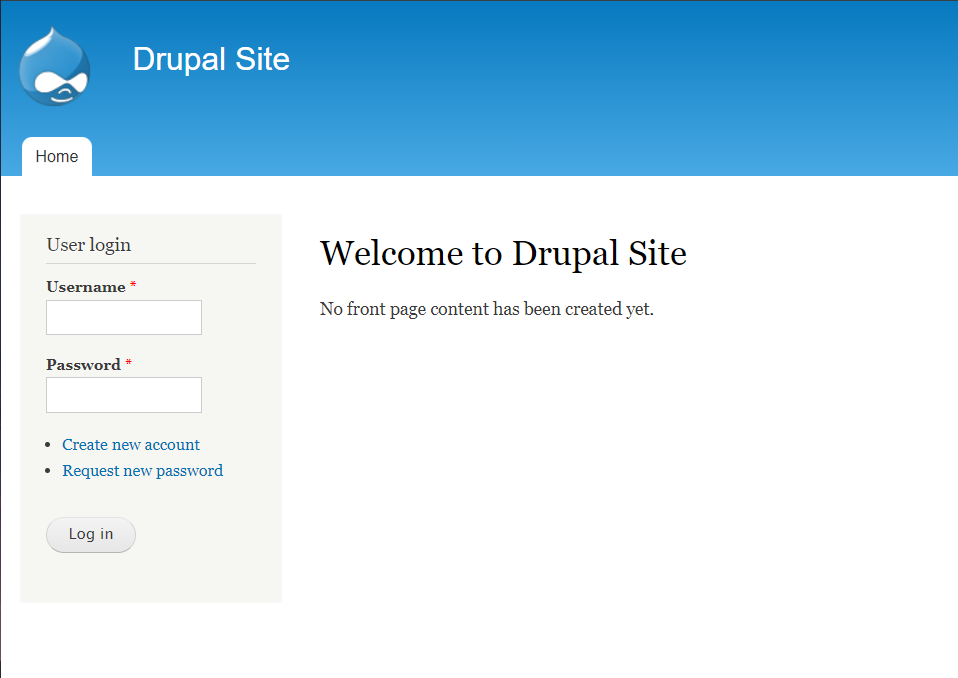 Drupal Site
Home
User login
Username *
Password *
Create new account
Request new password
Log in
Welcome to Drupal Site
No front page content has been created yet.